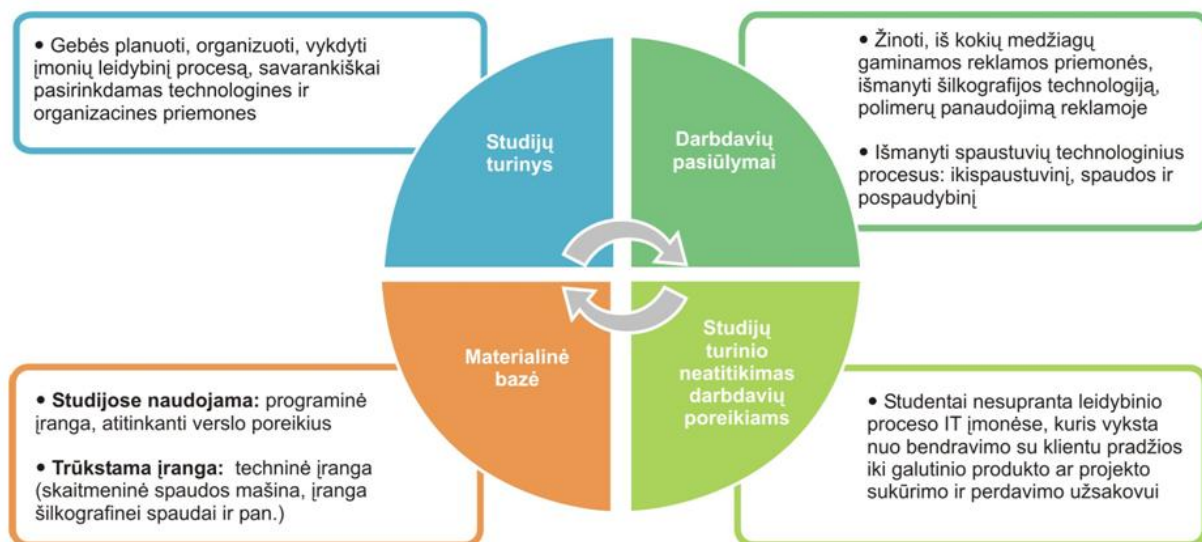 • Gebės planuoti, organizuoti, vykdyti
įmonių leidybinį procesą, savarankiškai
pasirinkdamas technologines ir
organizacines priemones
Studijų
turinys
Darbdavių
pasiūlymai
• Žinoti, iš kokių medžiagų
gaminamos reklamos priemonės,
išmanyti šilkografijos technologiją,
polimerų panaudojimą reklamoje
• Išmanyti spaustuvių technologinius
procesus: ikispaustuvinį, spaudos ir
pospaudybinį
Materialinė
bazė
Studijų
turinio
neatitikimas
darbdavių
poreikiams
• Studijose naudojama: programinė
įranga, atitinkanti verslo poreikius
• Trūkstama įranga: techninė įranga
(skaitmeninė spaudos mašina, įranga
šilkografinei spaudai ir pan.)
• Studentai nesupranta leidybinio
proceso IT įmonėse, kuris vyksta
nuo bendravimo su klientu pradžios
iki galutinio produkto ar projekto
sukūrimo ir perdavimo užsakovui